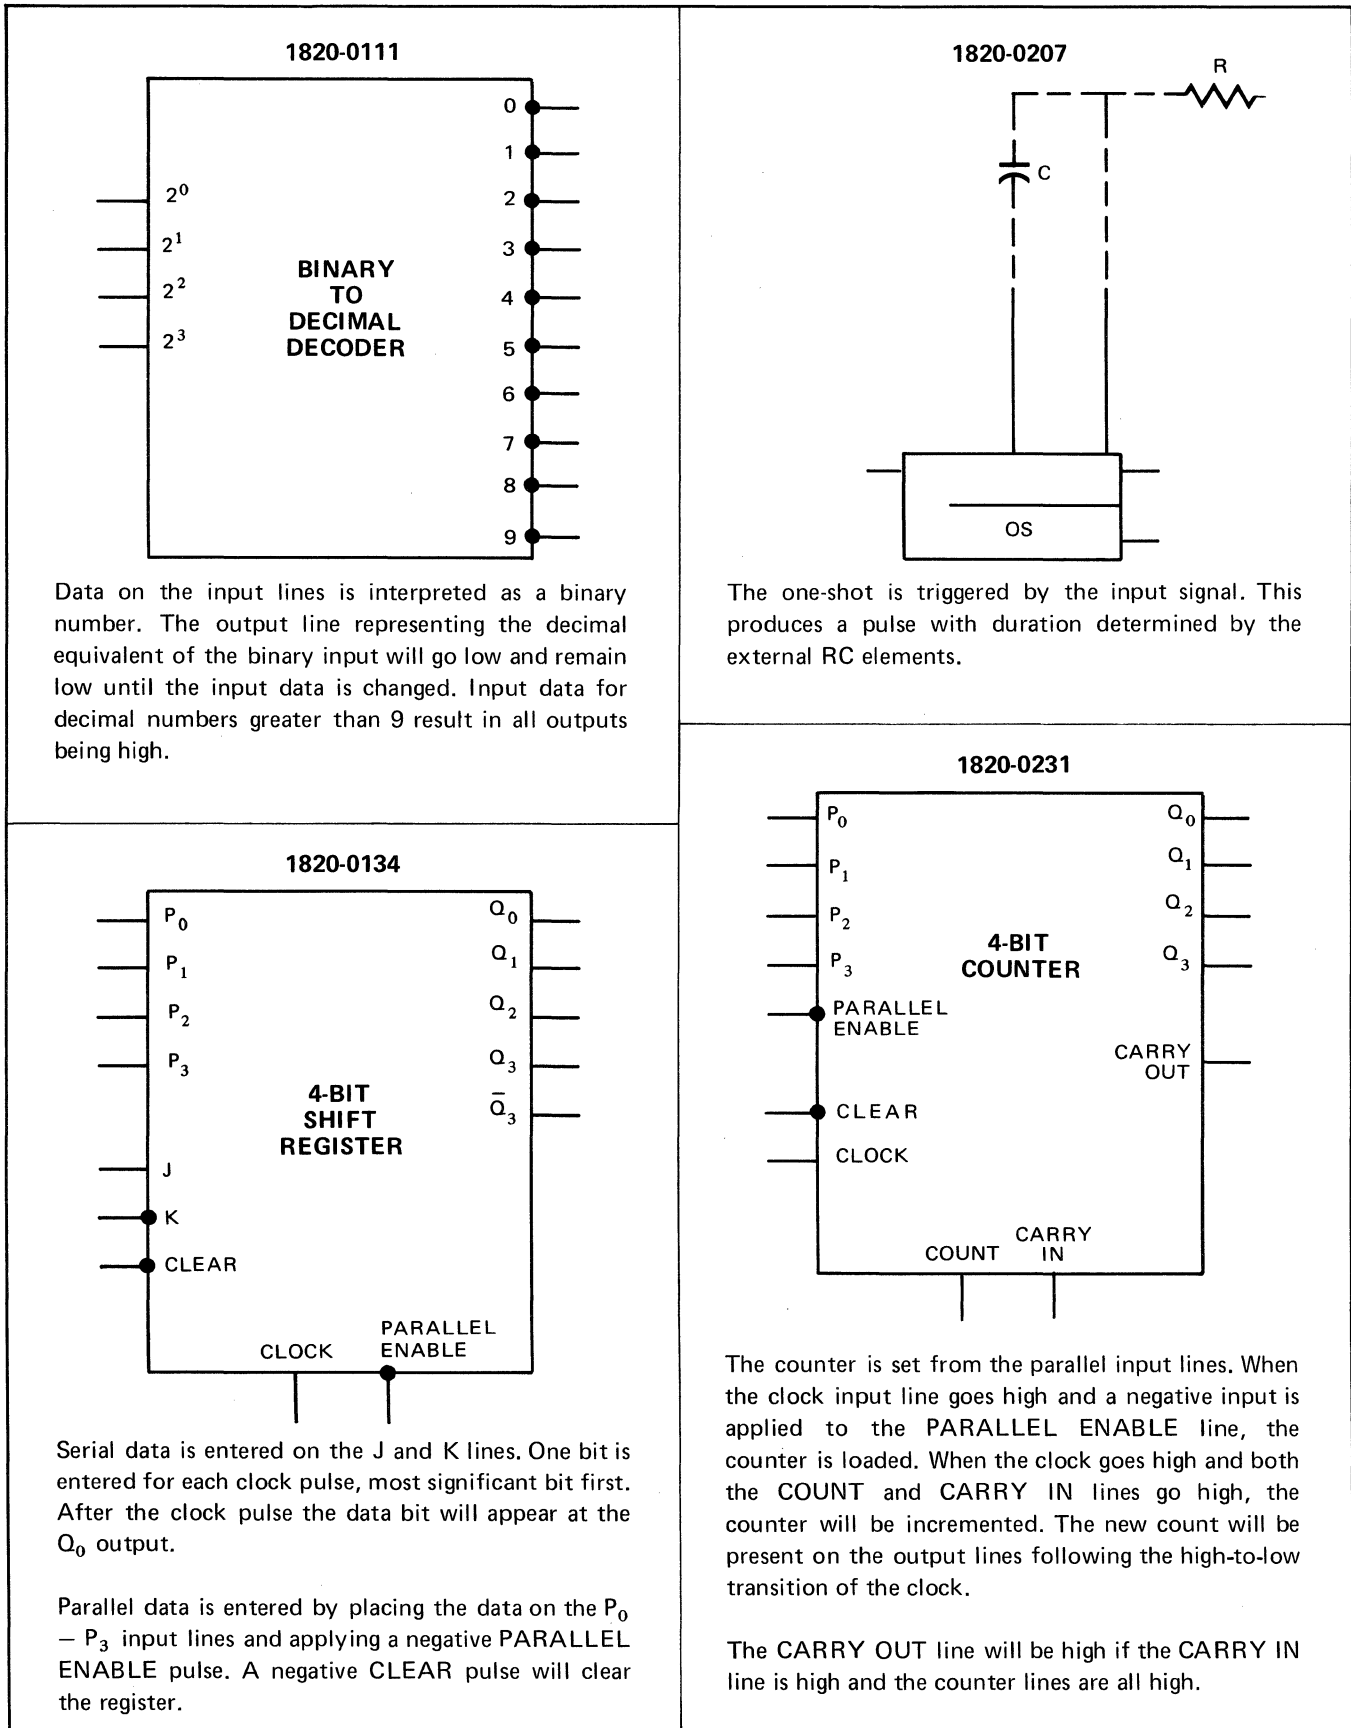 1820-0111
0
1
2⁰
2
2¹
3
BINARY
TO
DECIMAL
DECODER
2²
4
2³
5
6
7
8
9
Data on the input lines is interpreted as a binary
number. The output line representing the decimal
equivalent of the binary input will go low and remain
low until the input data is changed. Input data for
decimal numbers greater than 9 result in all outputs
being high.
1820-0134
P₀
Q₀
P₁
Q₁
P₂
Q₂
P₃
Q₃
4-BIT
SHIFT
REGISTER
Q̅₃
J
K
CLEAR
CLOCK
PARALLEL
ENABLE
Serial data is entered on the J and K lines. One bit is
entered for each clock pulse, most significant bit first.
After the clock pulse the data bit will appear at the
Q₀ output.
Parallel data is entered by placing the data on the P₀
– P₃ input lines and applying a negative PARALLEL
ENABLE pulse. A negative CLEAR pulse will clear
the register.
1820-0207
R
C
OS
The one-shot is triggered by the input signal. This
produces a pulse with duration determined by the
external RC elements.
1820-0231
P₀
Q₀
P₁
Q₁
P₂
Q₂
4-BIT
COUNTER
P₃
Q₃
PARALLEL
ENABLE
CARRY
OUT
CLEAR
CLOCK
COUNT
CARRY
IN
The counter is set from the parallel input lines. When
the clock input line goes high and a negative input is
applied to the PARALLEL ENABLE line, the
counter is loaded. When the clock goes high and both
the COUNT and CARRY IN lines go high, the
counter will be incremented. The new count will be
present on the output lines following the high-to-low
transition of the clock.
The CARRY OUT line will be high if the CARRY IN
line is high and the counter lines are all high.